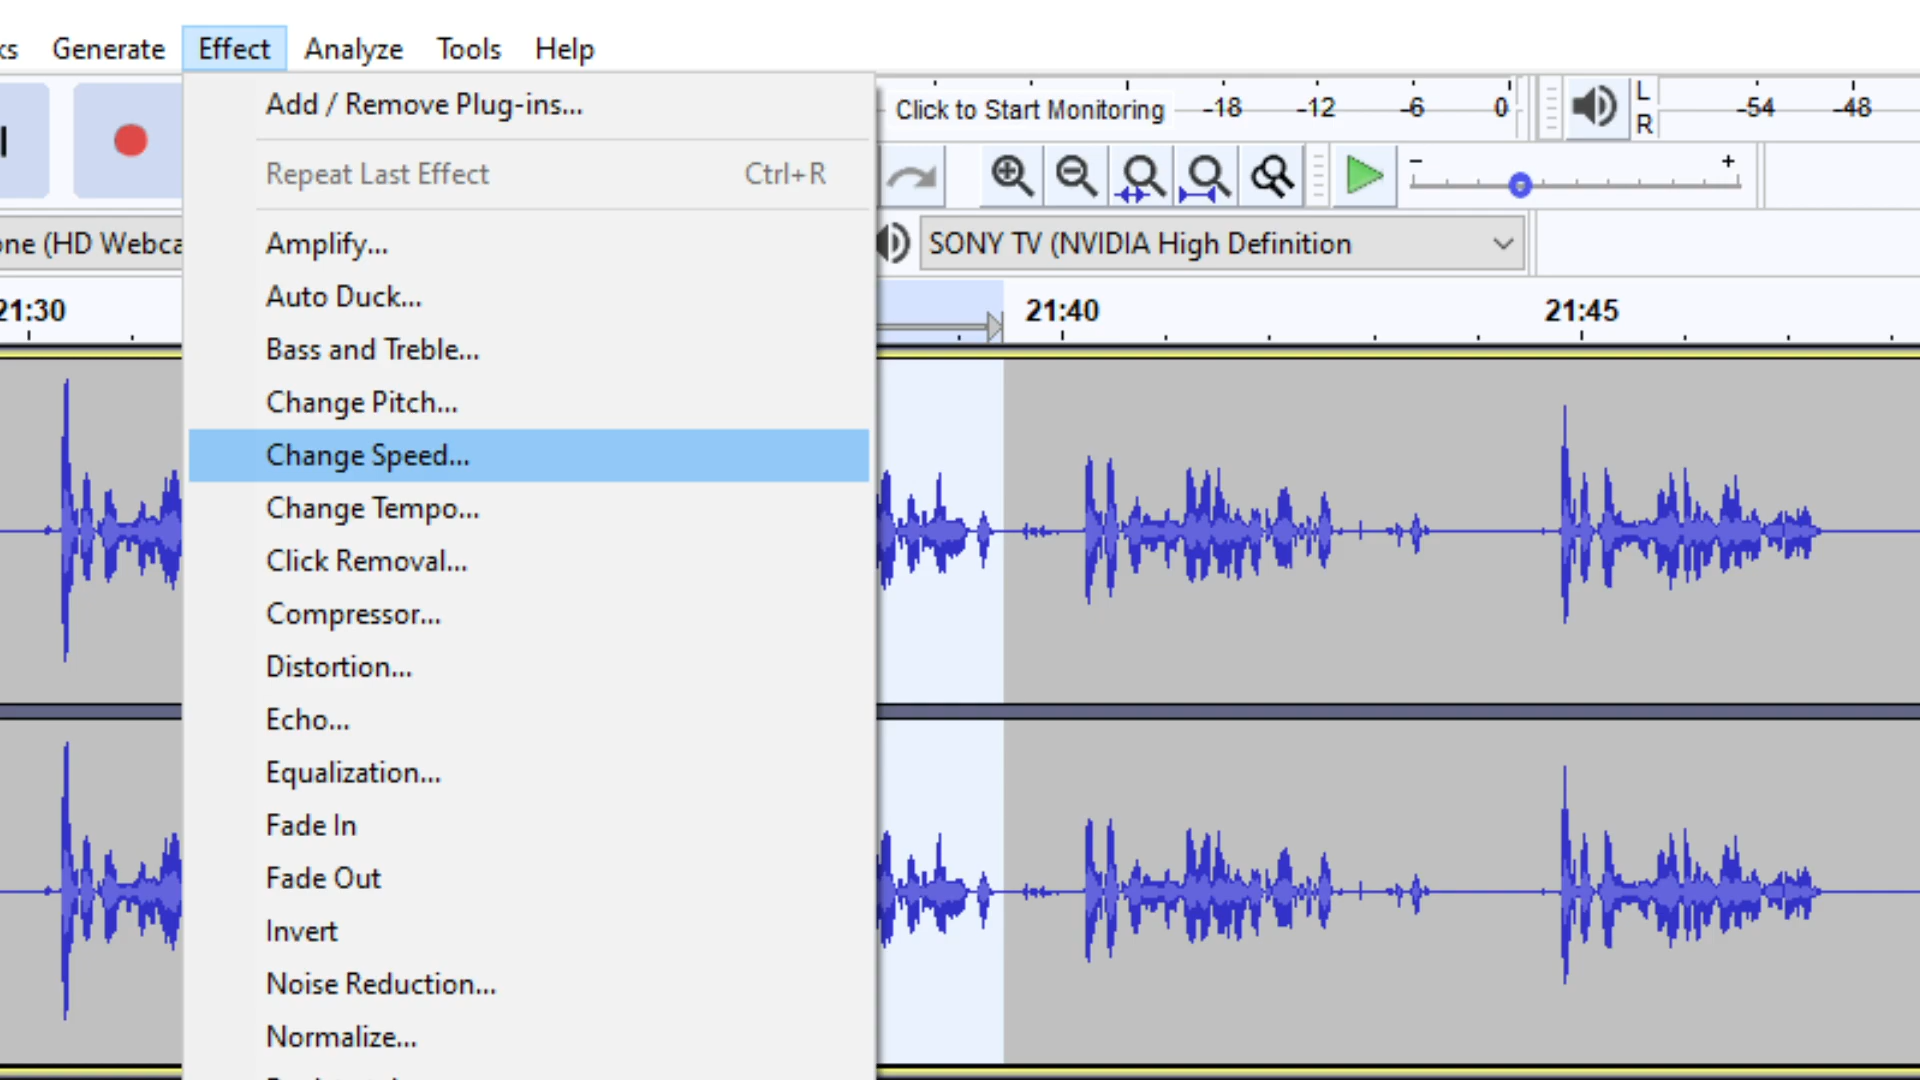 Generate Effect Analyze Tools Help
Add / Remove Plug-ins...
Click to Start Monitoring -18 -12 -6 0 L R -54 -48
Repeat Last Effect Ctrl+R
- +
(HD SONY TV (NVIDIA High Definition
Amplify...
Auto Duck...
21:30 21:40 21:45
Bass and Treble...
Change Pitch...
Change Speed...
Change Tempo...
Click Removal...
Compressor...
Distortion...
Echo...
Equalization...
Fade In
Fade Out
Invert
Noise Reduction...
Normalize...